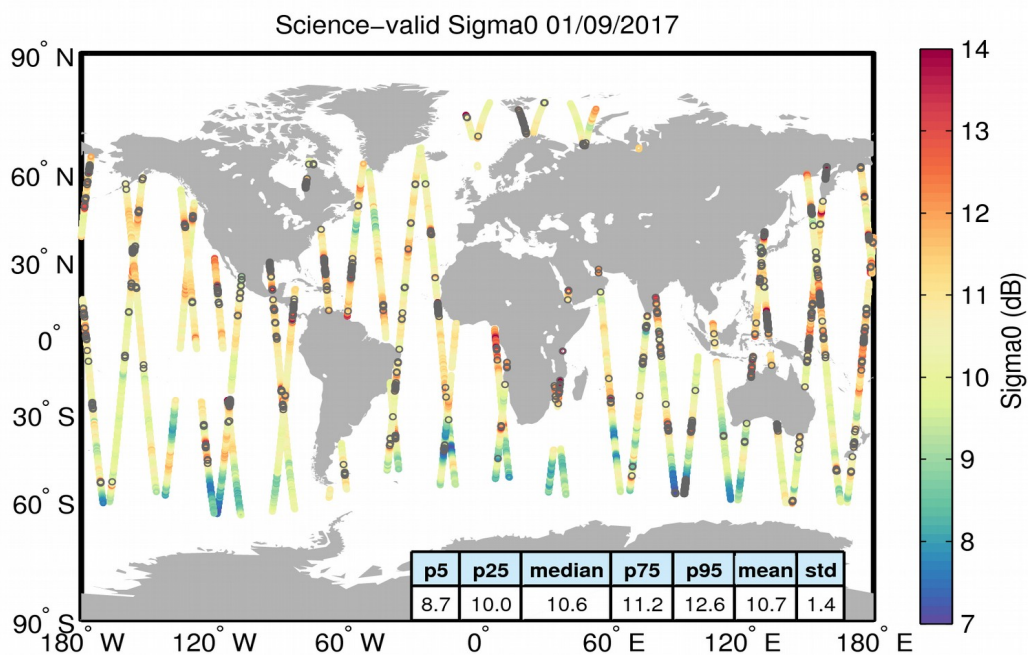 Science−valid Sigma0 01/09/2017
90° N
60° N
30° N
0°
30° S
60° S
90° S
180° W
120° W
60° W
0°
60° E
120° E
180° E
p5 p25 median p75 p95 mean std
8.7 10.0 10.6 11.2 12.6 10.7 1.4
14
13
12
11
10
9
8
7
Sigma0 (dB)